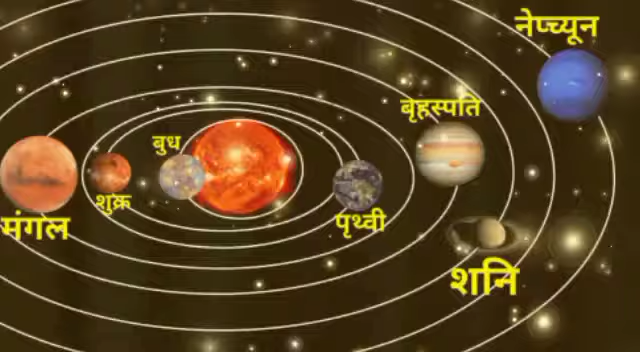 नेप्च्यून
बृहस्पति
बुध
शुक्र
मंगल
पृथ्वी
शनि